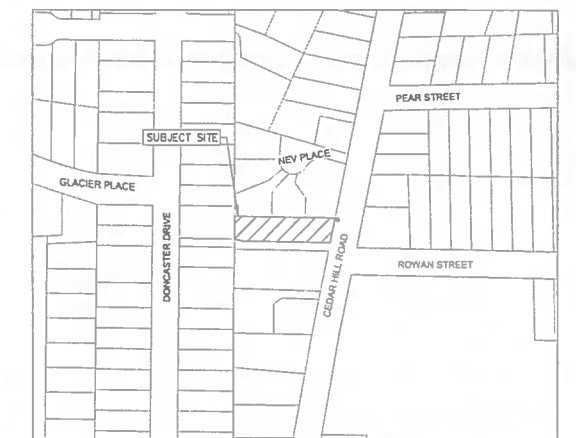 PEAR STREET
SUBJECT SITE
NEV PLACE
GLACIER PLACE
DONCASTER DRIVE
CEDAR HILL ROAD
ROWAN STREET